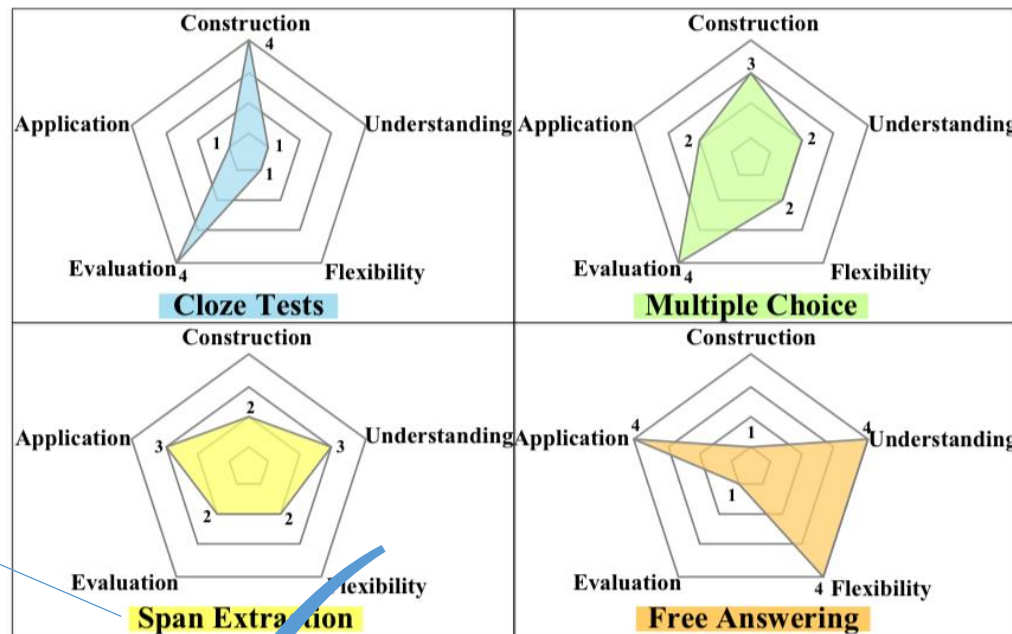 Construction
4
Application
Understanding
1
1
1
Evaluation
4
Flexibility
Cloze Tests
Construction
3
Application
Understanding
2
2
2
Evaluation
4
Flexibility
Multiple Choice
Construction
2
Application
3
3
Understanding
2
2
Evaluation
lexibility
Span Extra tion
Construction
4
4
Application
1
Understanding
1
Evaluation
4
Flexibility
Free Answering